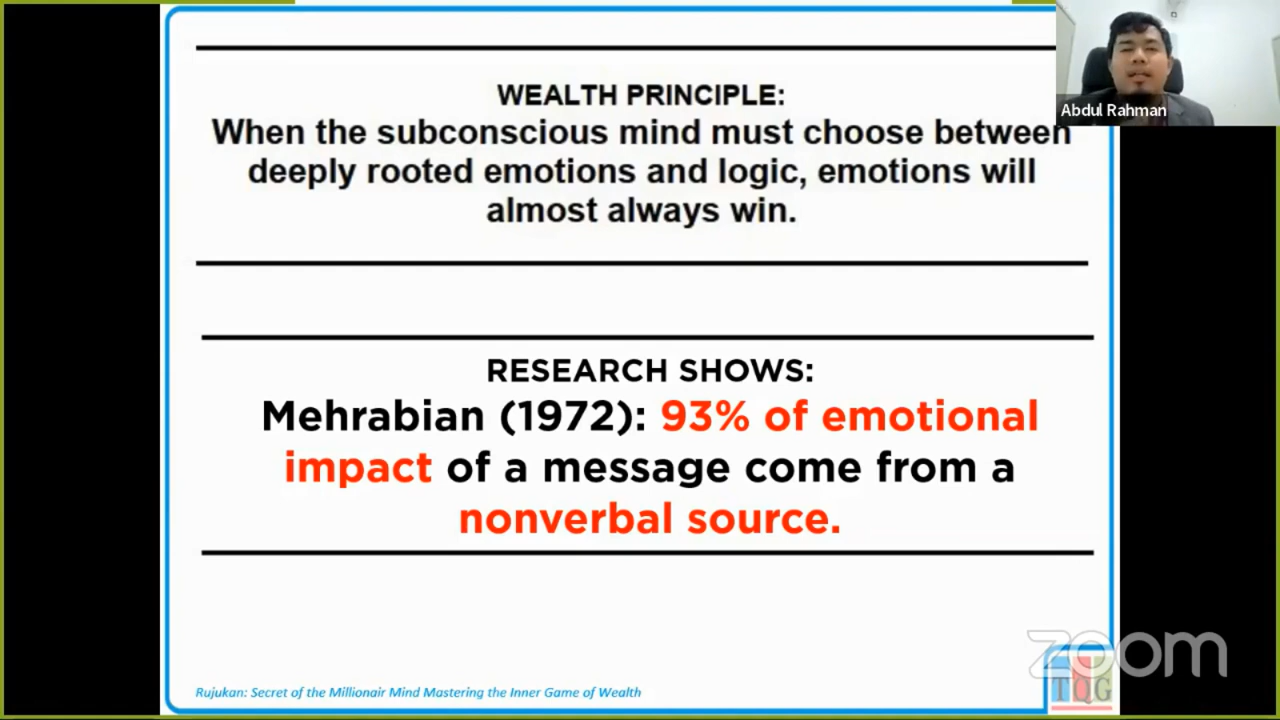 WEALTH PRINCIPLE:
When the subconscious mind must choose between
deeply rooted emotions and logic, emotions will
almost always win.
Abdul Rahman
RESEARCH SHOWS:
Mehrabian (1972): 93% of emotional
impact of a message come from a
nonverbal source.
Rujukan: Secret of the Millionair Mind Mastering the Inner Game of Wealth
zoom
TQG